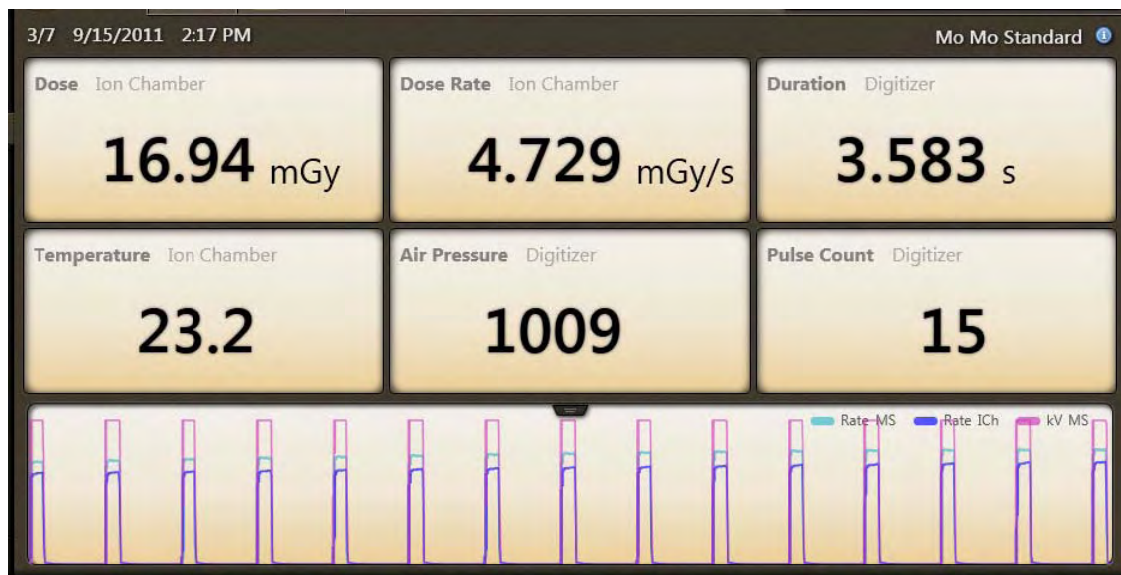 3/7 9/15/2011 2:17 PM Mo Mo Standard
Dose Ion Chamber
16.94 mGy
Dose Rate Ion Chamber
4.729 mGy/s
Duration Digitizer
3.583 s
Temperature Ion Chamber
23.2
Air Pressure Digitizer
1009
Pulse Count Digitizer
15
Rate MS Rate ICh kV MS